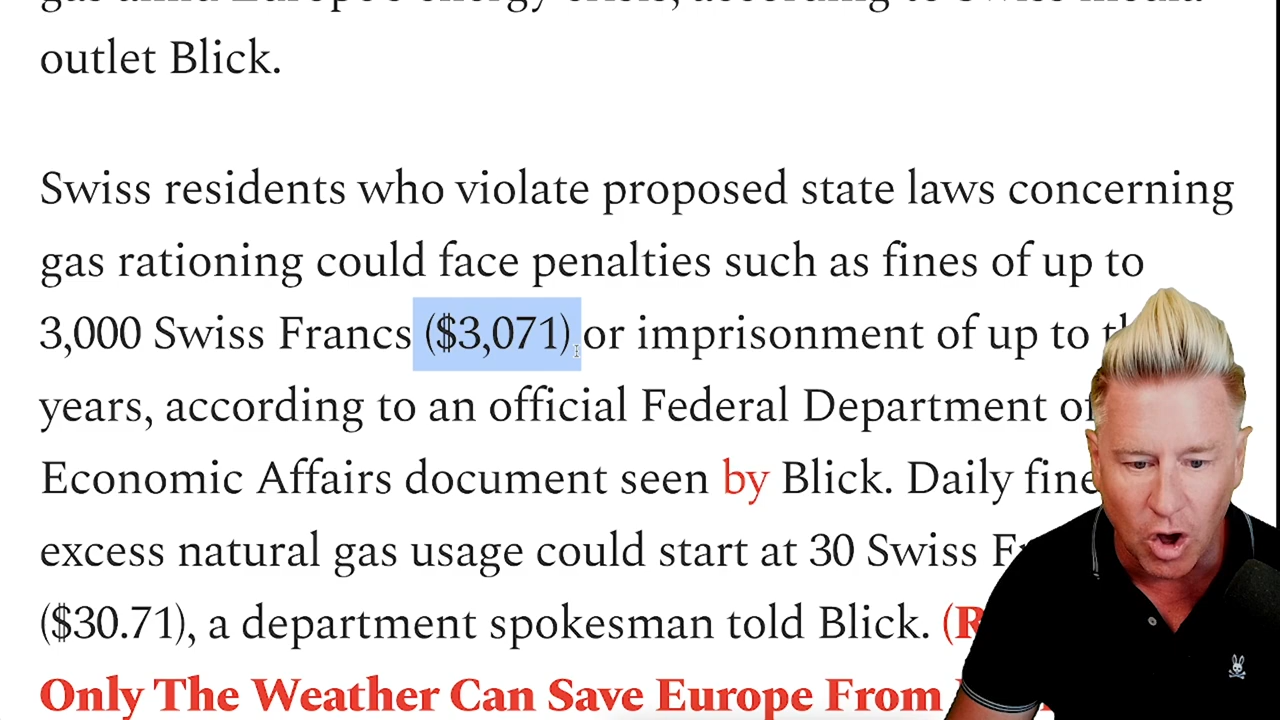 outlet Blick.
Swiss residents who violate proposed state laws concerning
gas rationing could face penalties such as fines of up to
3,000 Swiss Francs ($3,071) or imprisonment of up to
years, according to an official Federal Department of
Economic Affairs document seen by Blick. Daily
excess natural gas usage could start at 30 Swiss
($30.71), a department spokesman told Blick.
Only The Weather Can Save Europe From